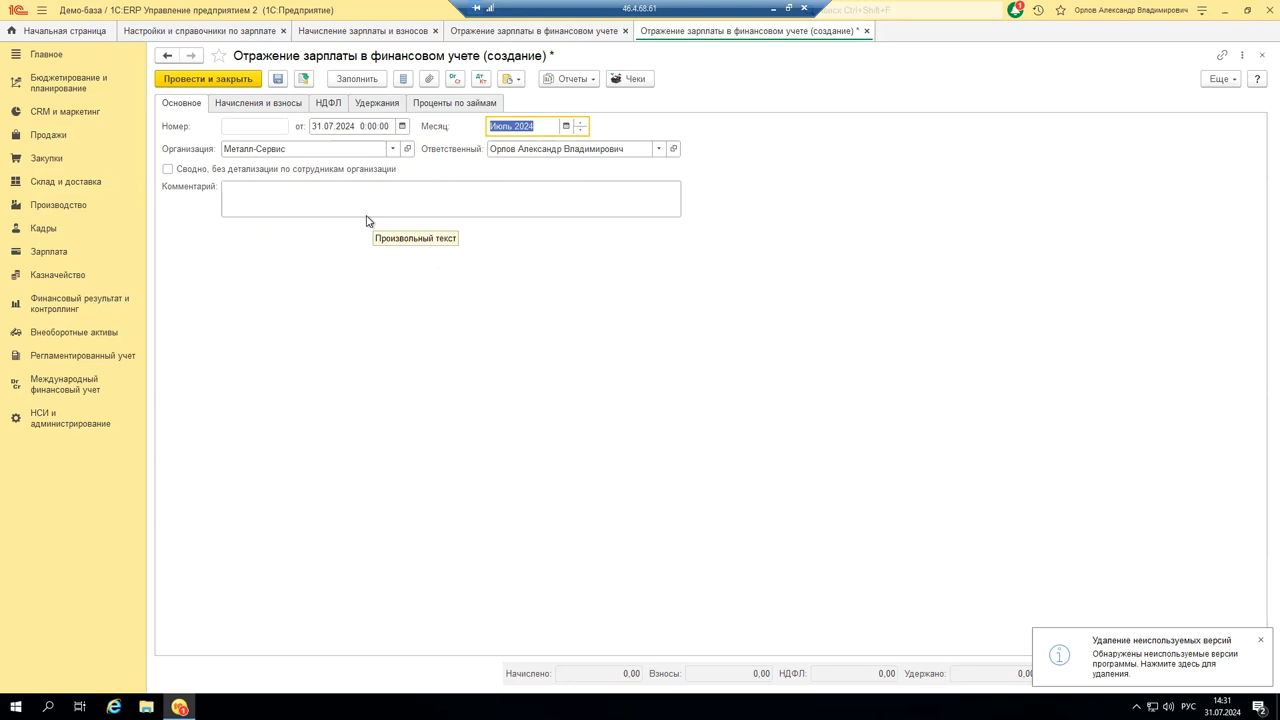 Демо-база / 1С:ERP Управление предприятием 2 (1С:Предприятие)
46.4.68.61
поиск Ctrl+Shift+F
1
Орлов Александр Владимирович
Начальная страница
Настройки и справочники по зарплате
Начисление зарплаты и взносов
Отражение зарплаты в финансовом учете
Отражение зарплаты в финансовом учете (создание) *
Главное
Бюджетирование и
планирование
CRM и маркетинг
Продажи
Закупки
Склад и доставка
Производство
Кадры
Зарплата
Казначейство
Финансовый результат и
контроллинг
Внеоборотные активы
Регламентированный учет
Международный
финансовый учет
НСИ и
администрирование
Отражение зарплаты в финансовом учете (создание) *
Провести и закрыть
Заполнить
Отчеты
Чеки
Еще
?
Основное
Начисления и взносы
НДФЛ
Удержания
Проценты по займам
Номер:
от: 31.07.2024 0:00:00
Месяц: Июль 2024
Организация: Металл-Сервис
Ответственный: Орлов Александр Владимирович
Сводно, без детализации по сотрудникам организации
Комментарий:
Произвольный текст
Начислено: 0,00
Взносы: 0,00
НДФЛ: 0,00
Удержано: 0,00
Удаление неиспользуемых версий
Обнаружены неиспользуемые версии
программы. Нажмите здесь для
удаления.
РУС
14:31
31.07.2024
2